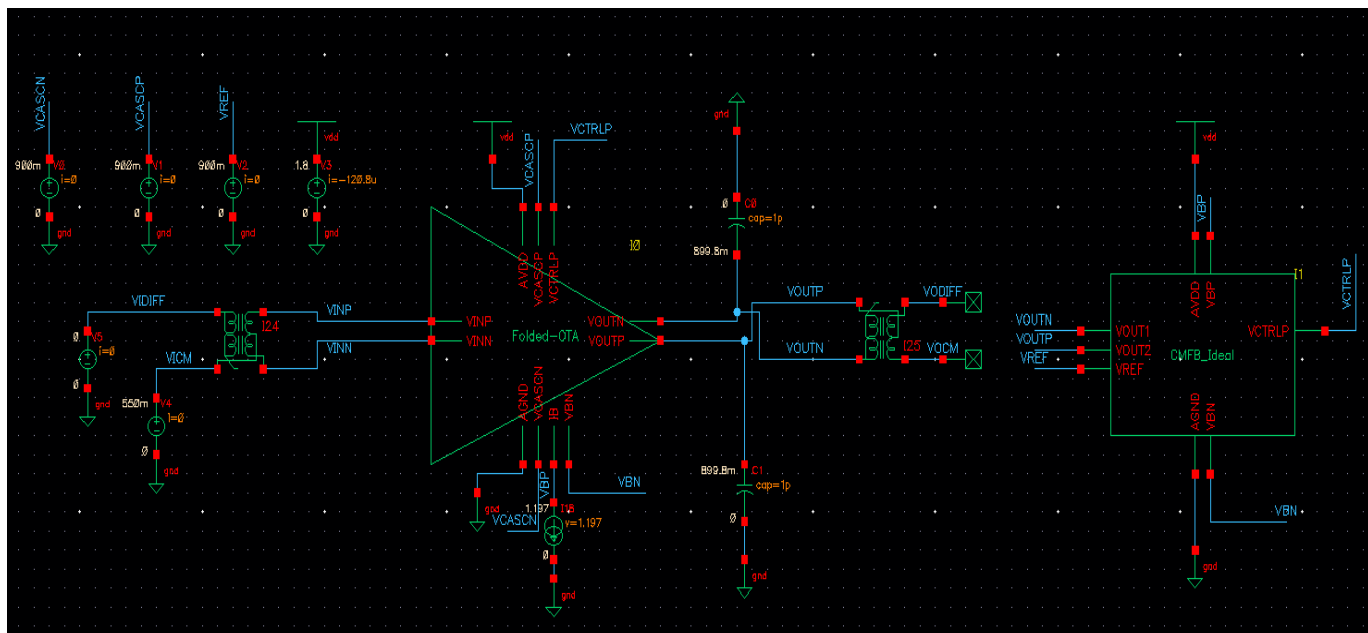 VCASCN
VCASCP
VREF
vdd
900m V0
i=0
0
gnd
900m V1
i=0
0
gnd
900m V2
i=0
0
gnd
1.8 V3
i=-120.8u
0
gnd
VIDIFF
0 V5
i=0
0
gnd
VICM
550m V4
i=0
0
gnd
I24
VINP
VINN
vdd
VCASCP
VCTRLP
I0
AVDD
VCASCP
VCTRLP
VINP
VINN
Folded-OTA
VOUTN
VOUTP
AGND
VCASCN
IB
VBN
gnd
VCASCN
VBP
VBN
1.197
v=1.197
0
gnd
gnd
0 C0
cap=1p
899.8m
899.8m C1
cap=1p
0
gnd
VOUTP
VOUTN
I25
VODIFF
VOCM
VOUTN
VOUTP
VREF
vdd
VBP
I1
AVDD
VBP
VOUT1
VOUT2
VREF
CMFB_Ideal
VCTRLP
VCTRLP
AGND
VBN
VBN
gnd